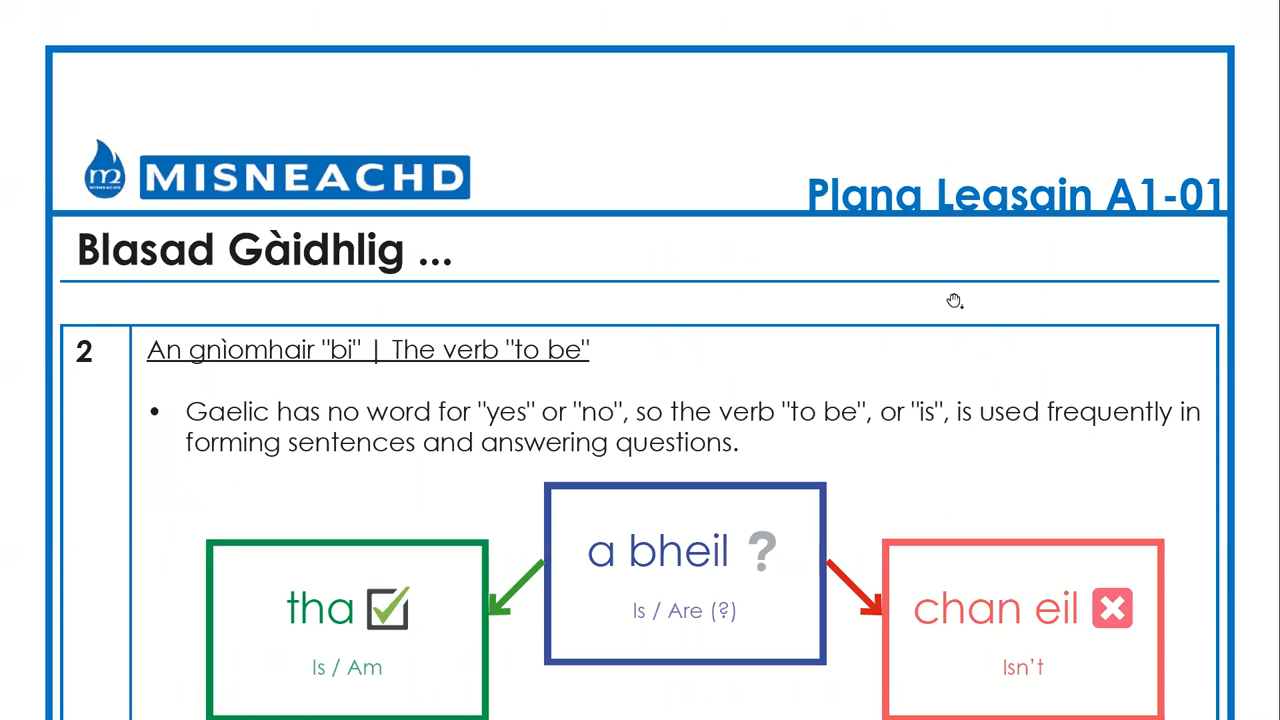 m
MISNEACHD
MISNEACHD
Plana Leasain A1-01
Blasad Gàidhlig ...
2
An gnìomhair "bi" | The verb "to be"
• Gaelic has no word for "yes" or "no", so the verb "to be", or "is", is used frequently in
forming sentences and answering questions.
a bheil ?
Is / Are (?)
tha
Is / Am
chan eil
Isn't